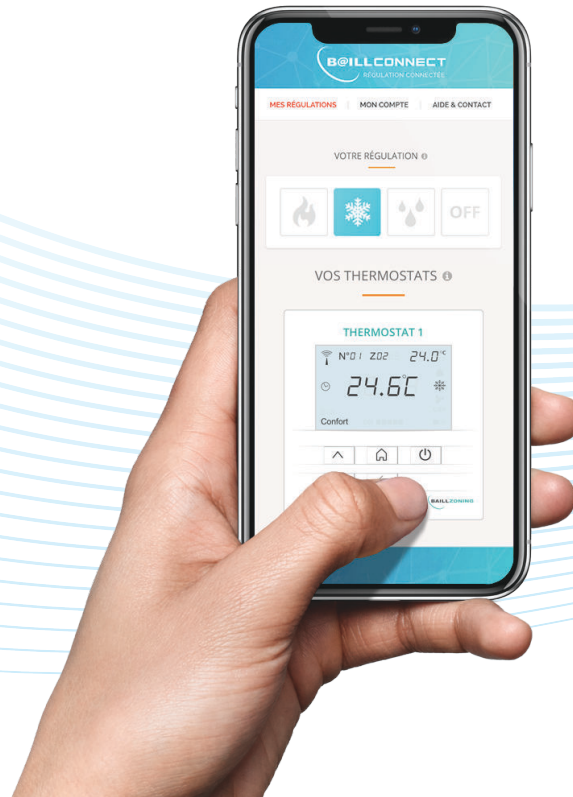 B@ILLCONNECT
RÉGULATION CONNECTÉE
MES RÉGULATIONS MON COMPTE AIDE & CONTACT
VOTRE RÉGULATION
OFF
VOS THERMOSTATS
THERMOSTAT 1
N°01 Z02 24.0°C
24.6°C
Confort
BAILLZONING